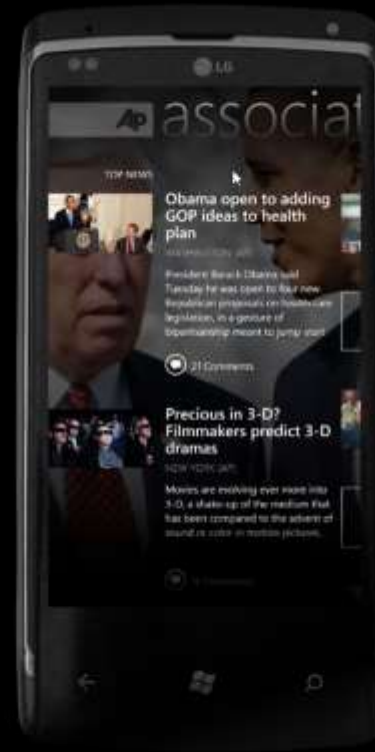 LG
AP associat
TOP NEWS
Obama open to adding
GOP ideas to health
plan
WASHINGTON (AP)
President Barack Obama said
Tuesday he was open to four new
Republican proposals on health care
legislation, in a gesture of
bipartisanship meant to jump start
21 Comments
Precious in 3-D?
Filmmakers predict 3-D
dramas
NEW YORK (AP)
Movies are evolving ever more into
3-D, a shake-up of the medium that
has been compared to the advent of
sound or color in motion pictures.
Comments